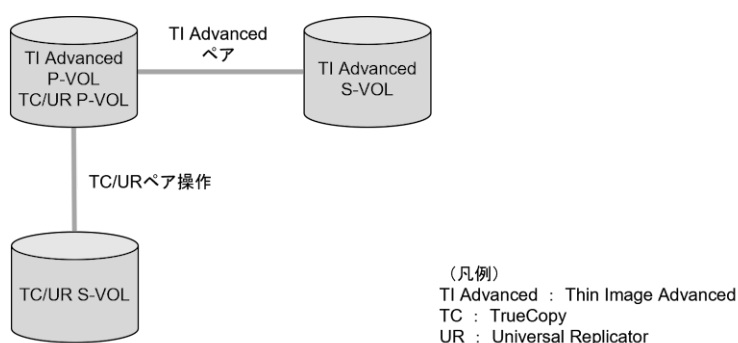 TI Advanced
ペア
TI Advanced
P-VOL
TC/UR P-VOL
TI Advanced
S-VOL
TC/URペア操作
TC/UR S-VOL
（凡例）
TI Advanced ： Thin Image Advanced
TC ： TrueCopy
UR ： Universal Replicator